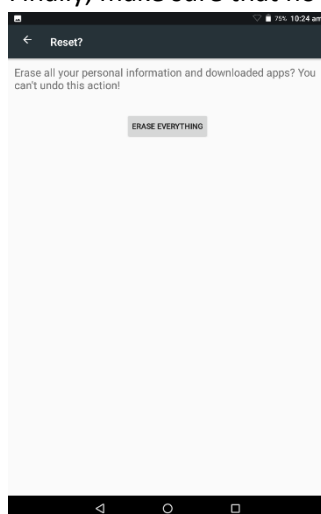 Finally, make sure that no
75% 10:24 am
Reset?
Erase all your personal information and downloaded apps? You
can't undo this action!
ERASE EVERYTHING